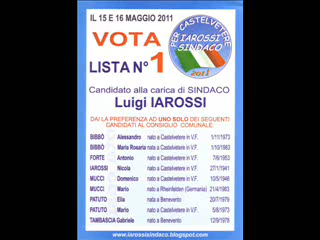 IL 15 E 16 MAGGIO 2011
VOTA
LISTA N° 1
PER CASTELVETERE
IAROSSI
SINDACO
2011
Candidato alla carica di SINDACO
Luigi IAROSSI
DAI LA PREFERENZA AD UNO SOLO DEI SEGUENTI
CANDIDATI AL CONSIGLIO COMUNALE:
BIBBÒ Alessandro nato a Castelvetere in V.F. 1/11/1973
BIBBÒ Maria Rosaria nata a Castelvetere in V.F. 1/10/1983
FORTE Antonio nato a Castelvetere in V.F. 7/6/1953
IAROSSI Nicola nato a Castelvetere in V.F. 27/1/1941
MUCCI Domenico nato a Castelvetere in V.F. 10/5/1946
MUCCI Mario nato a Rheinfelden (Germania) 21/4/1983
PATUTO Elia nato a Benevento 20/7/1979
PATUTO Mario nato a Castelvetere in V.F. 5/8/1973
TAMBASCIA Gabriele nato a Benevento 12/9/1978
www.iarossisindaco.blogspot.com